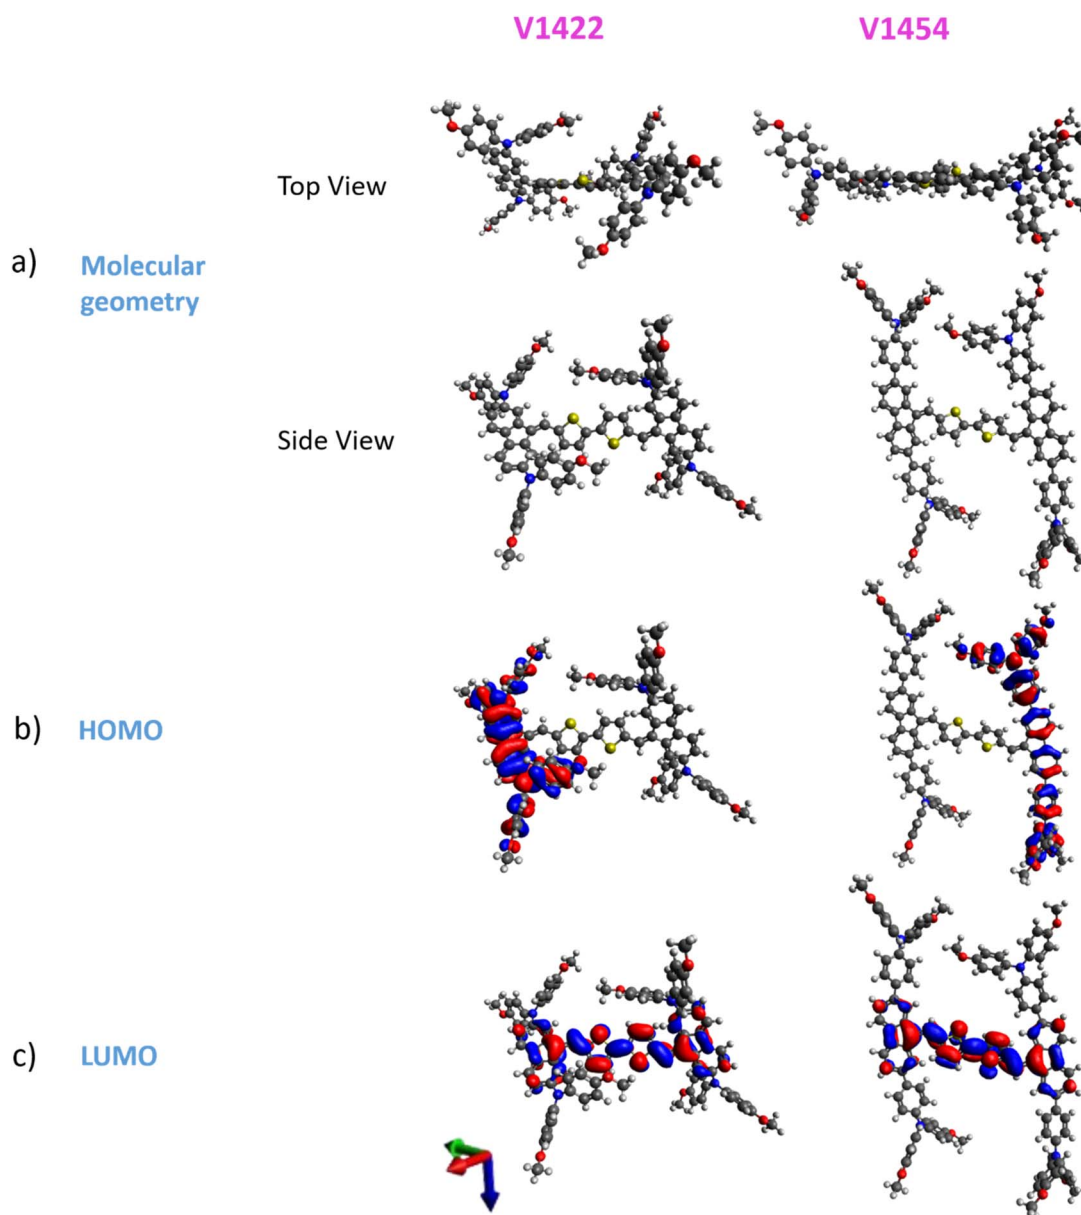 V1422 V1454
Top View
a) Molecular
geometry
Side View
b) HOMO
c) LUMO